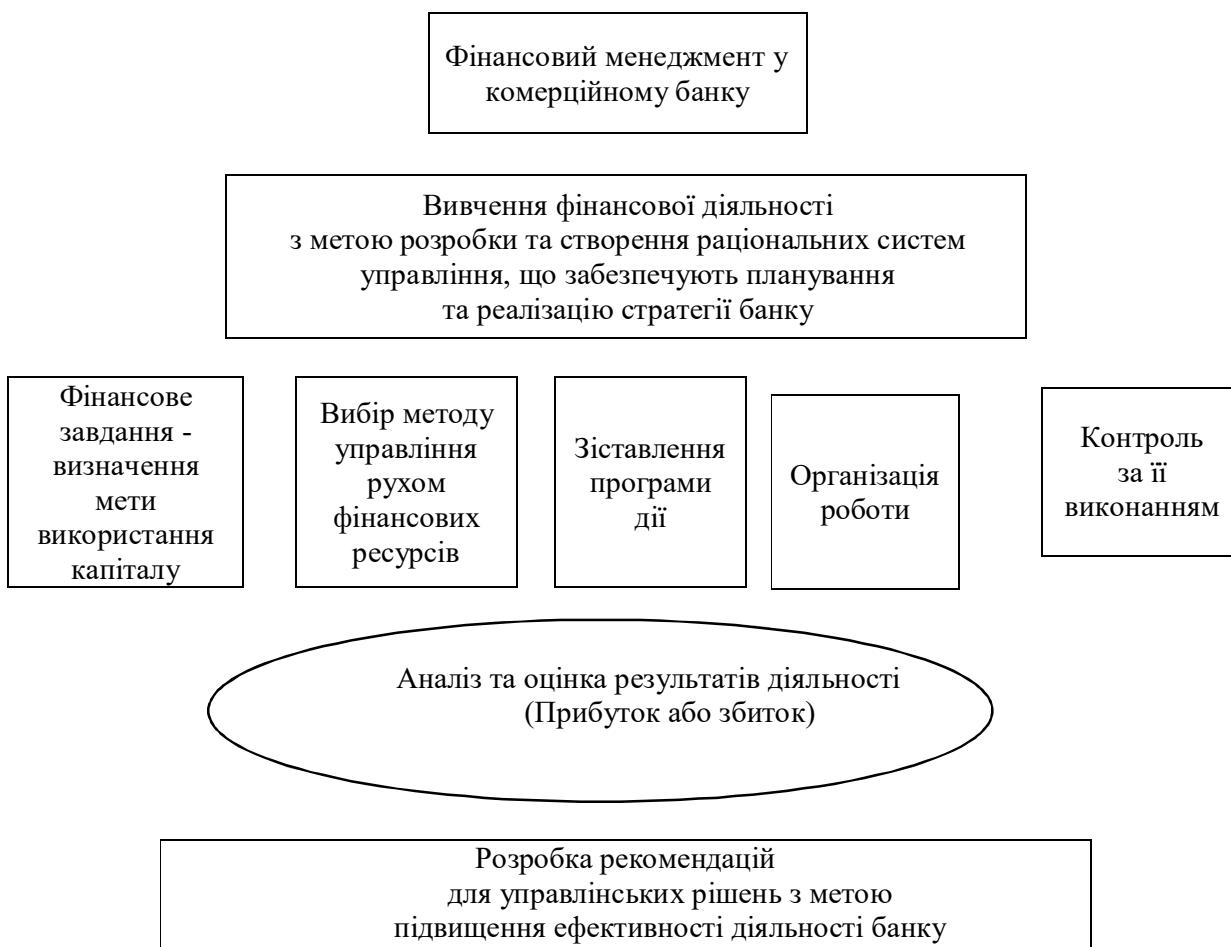 Фінансовий менеджмент у
комерційному банку
Вивчення фінансової діяльності
з метою розробки та створення раціональних систем
управління, що забезпечують планування
та реалізацію стратегії банку
Фінансове
завдання -
визначення
мети
використання
капіталу
Вибір методу
управління
рухом
фінансових
ресурсів
Зіставлення
програми
дії
Організація
роботи
Контроль
за її
виконанням
Аналіз та оцінка результатів діяльності
(Прибуток або збиток)
Розробка рекомендацій
для управлінських рішень з метою
підвищення ефективності діяльності банку